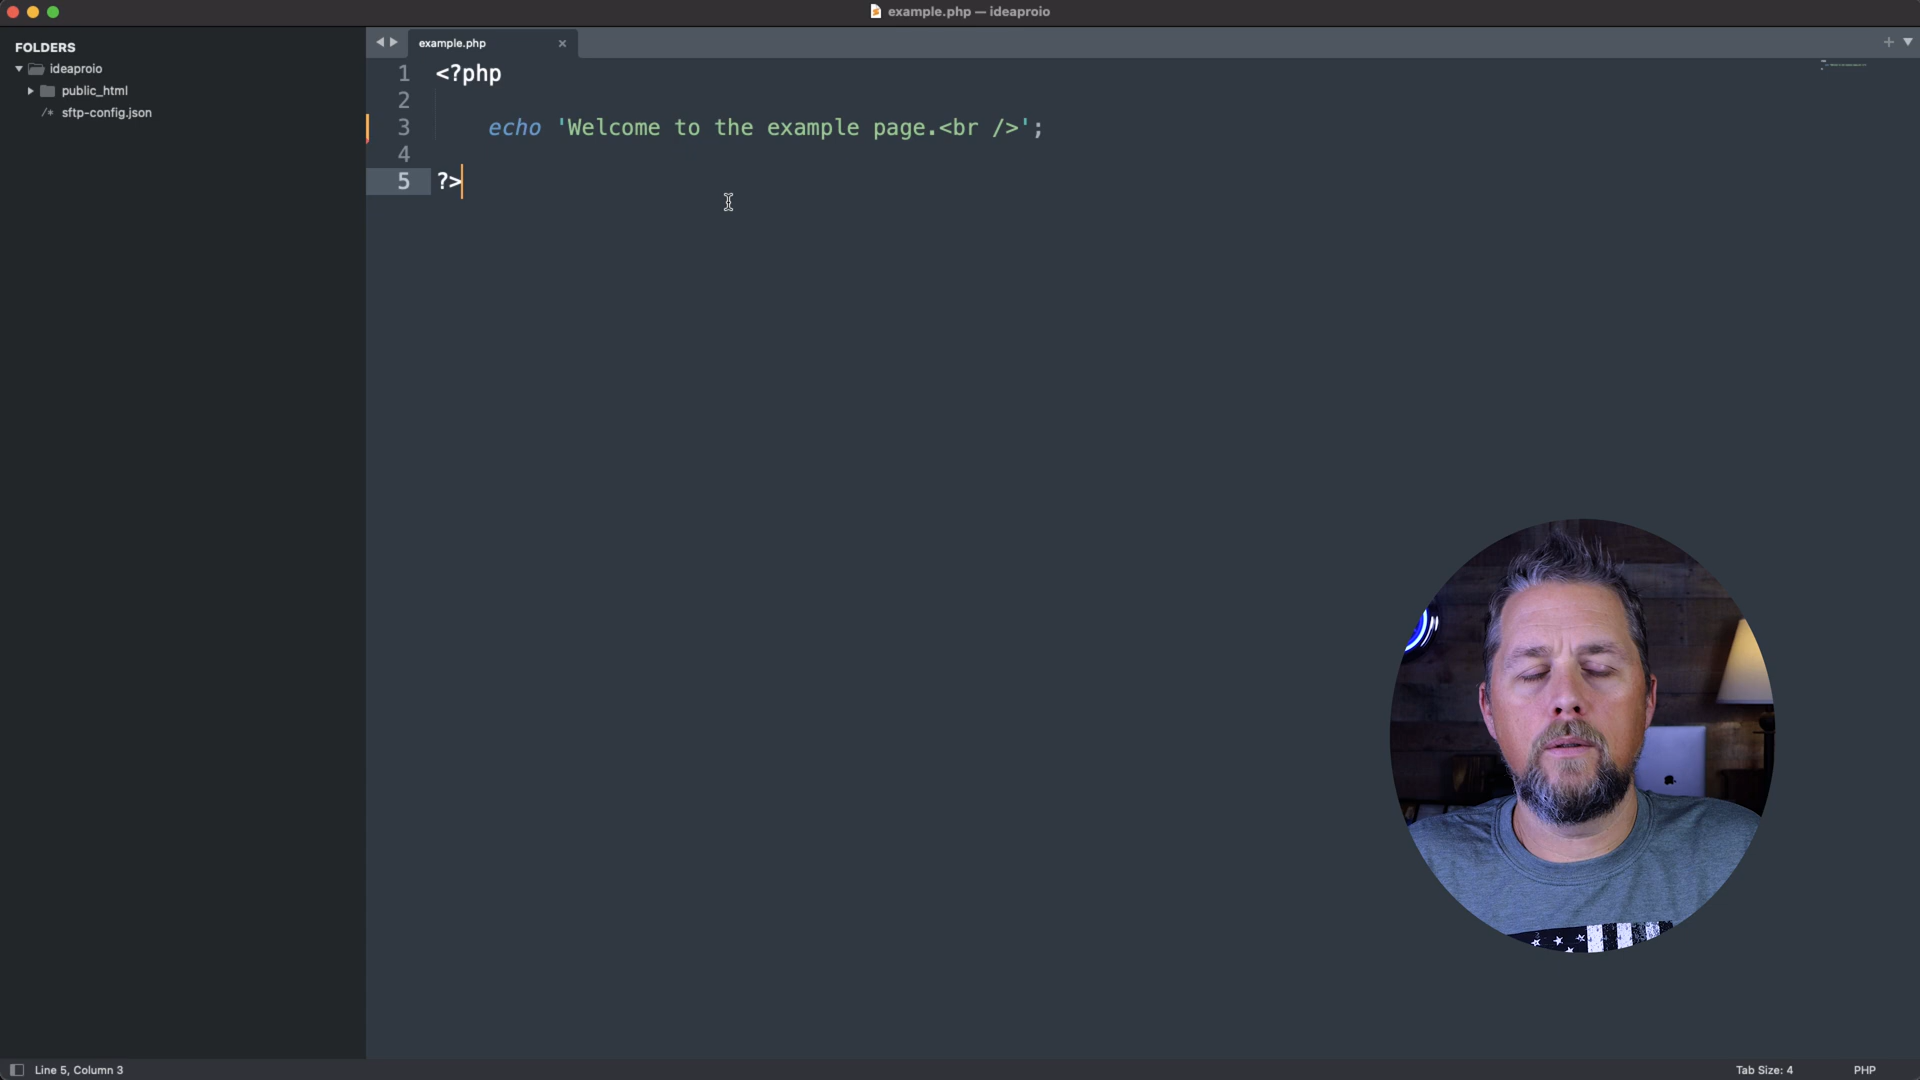 example.php — ideaproio
FOLDERS
ideaproio
public_html
/* sftp-config.json
example.php
1 <?php
2
3 echo 'Welcome to the example page.<br />';
4
5 ?>
Line 5, Column 3
Tab Size: 4
PHP